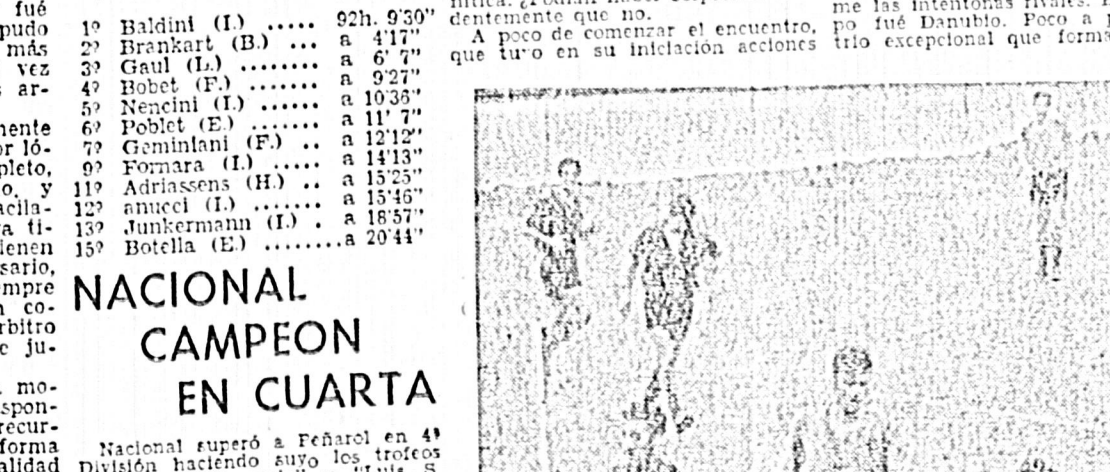 fué
pudo
más
vez
ar-
mente
or ló-
pleto,
o, y
acila-
a ti-
ienen
sario,
empre
n co-
rbitro
e ju-
mo-
spon-
recur-
forma
alidad
1º Baldini (I.) ... 92h. 9'30"
2º Brankart (B.) ... a 4'17"
3º Gaul (L.) ........ a 6' 7"
4º Bobet (F.) ....... a 9'27"
5º Nencini (I.) ...... a 10'36"
6º Poblet (E.) ....... a 11' 7"
7º Geminiani (F.) .. a 12'12"
9º Fornara (I.) ..... a 14'13"
11º Adriassens (H.) .. a 15'25"
12º anucci (I.) ....... a 15'46"
13º Junkermann (I.) . a 18'57"
15º Botella (E.) ........a 20'44"
NACIONAL
CAMPEON
EN CUARTA
Nacional superó a Peñarol en 4ª
División haciendo suyo los trofeos
dentemente que no.
A poco de comenzar el encuentro,
que tuvo en su iniciación acciones
me las intentonas rivales.
po fué Danubio. Poco a
trio excepcional que forma